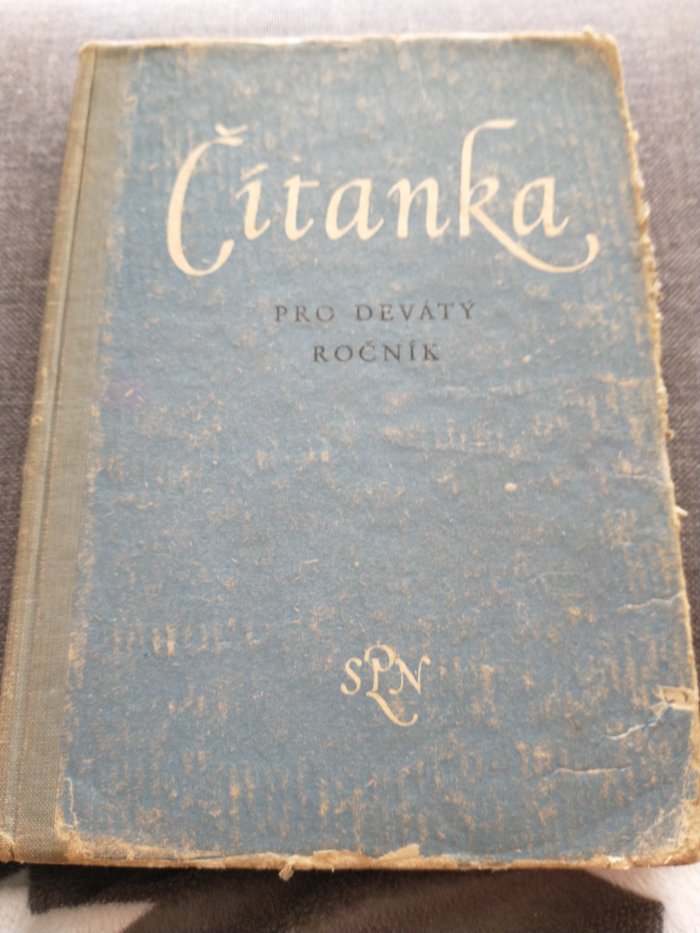 Čítanka
PRO DEVÁTÝ
ROČNÍK
SPN